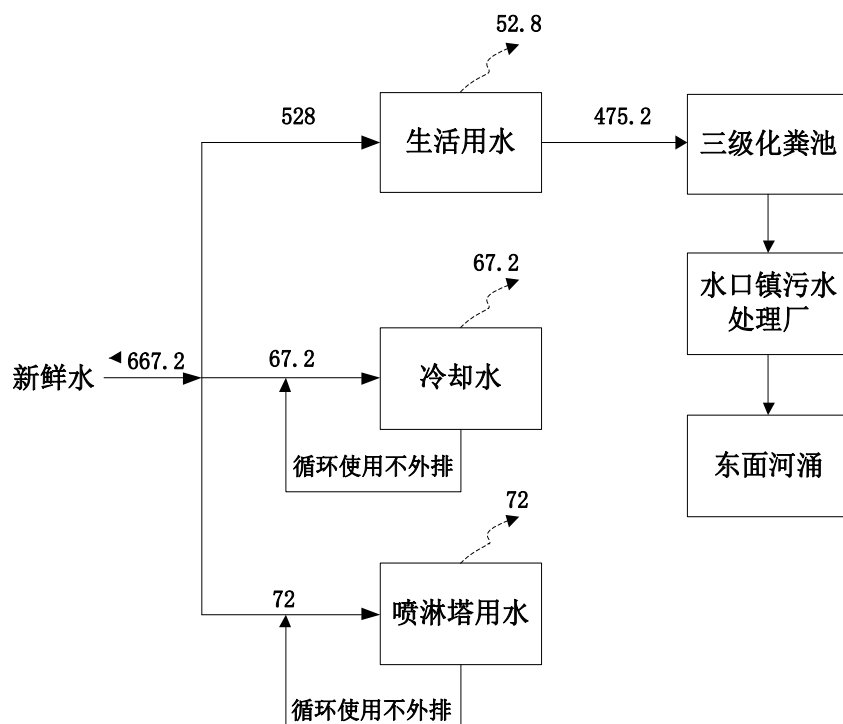 52.8
528
生活用水
475.2
三级化粪池
67.2
水口镇污水
处理厂
新鲜水
667.2
67.2
冷却水
循环使用不外排
东面河涌
72
72
喷淋塔用水
循环使用不外排